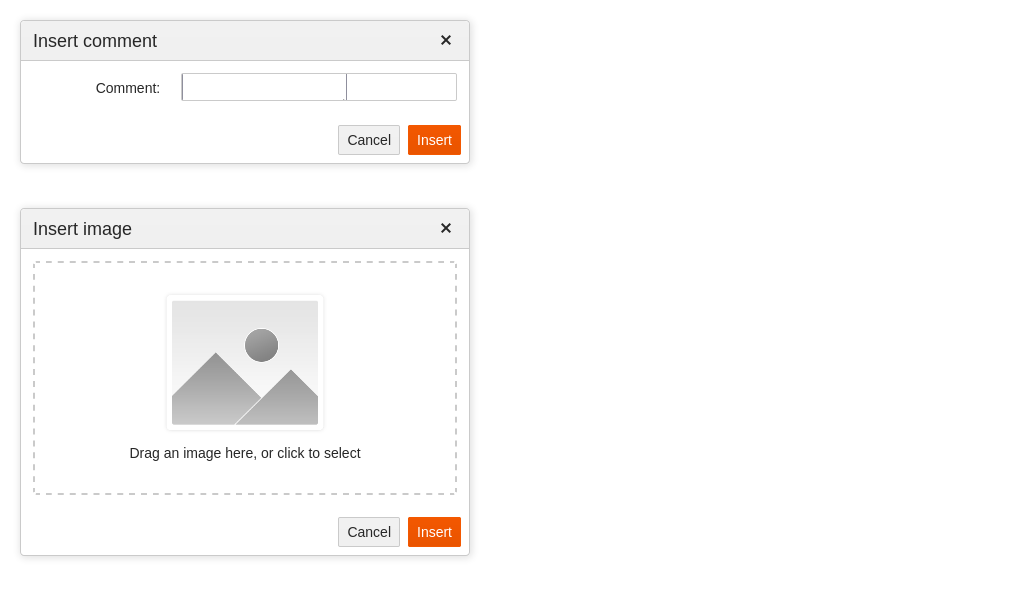 Insert comment ✕
Comment:
Cancel Insert
Insert image ✕
Drag an image here, or click to select
Cancel Insert